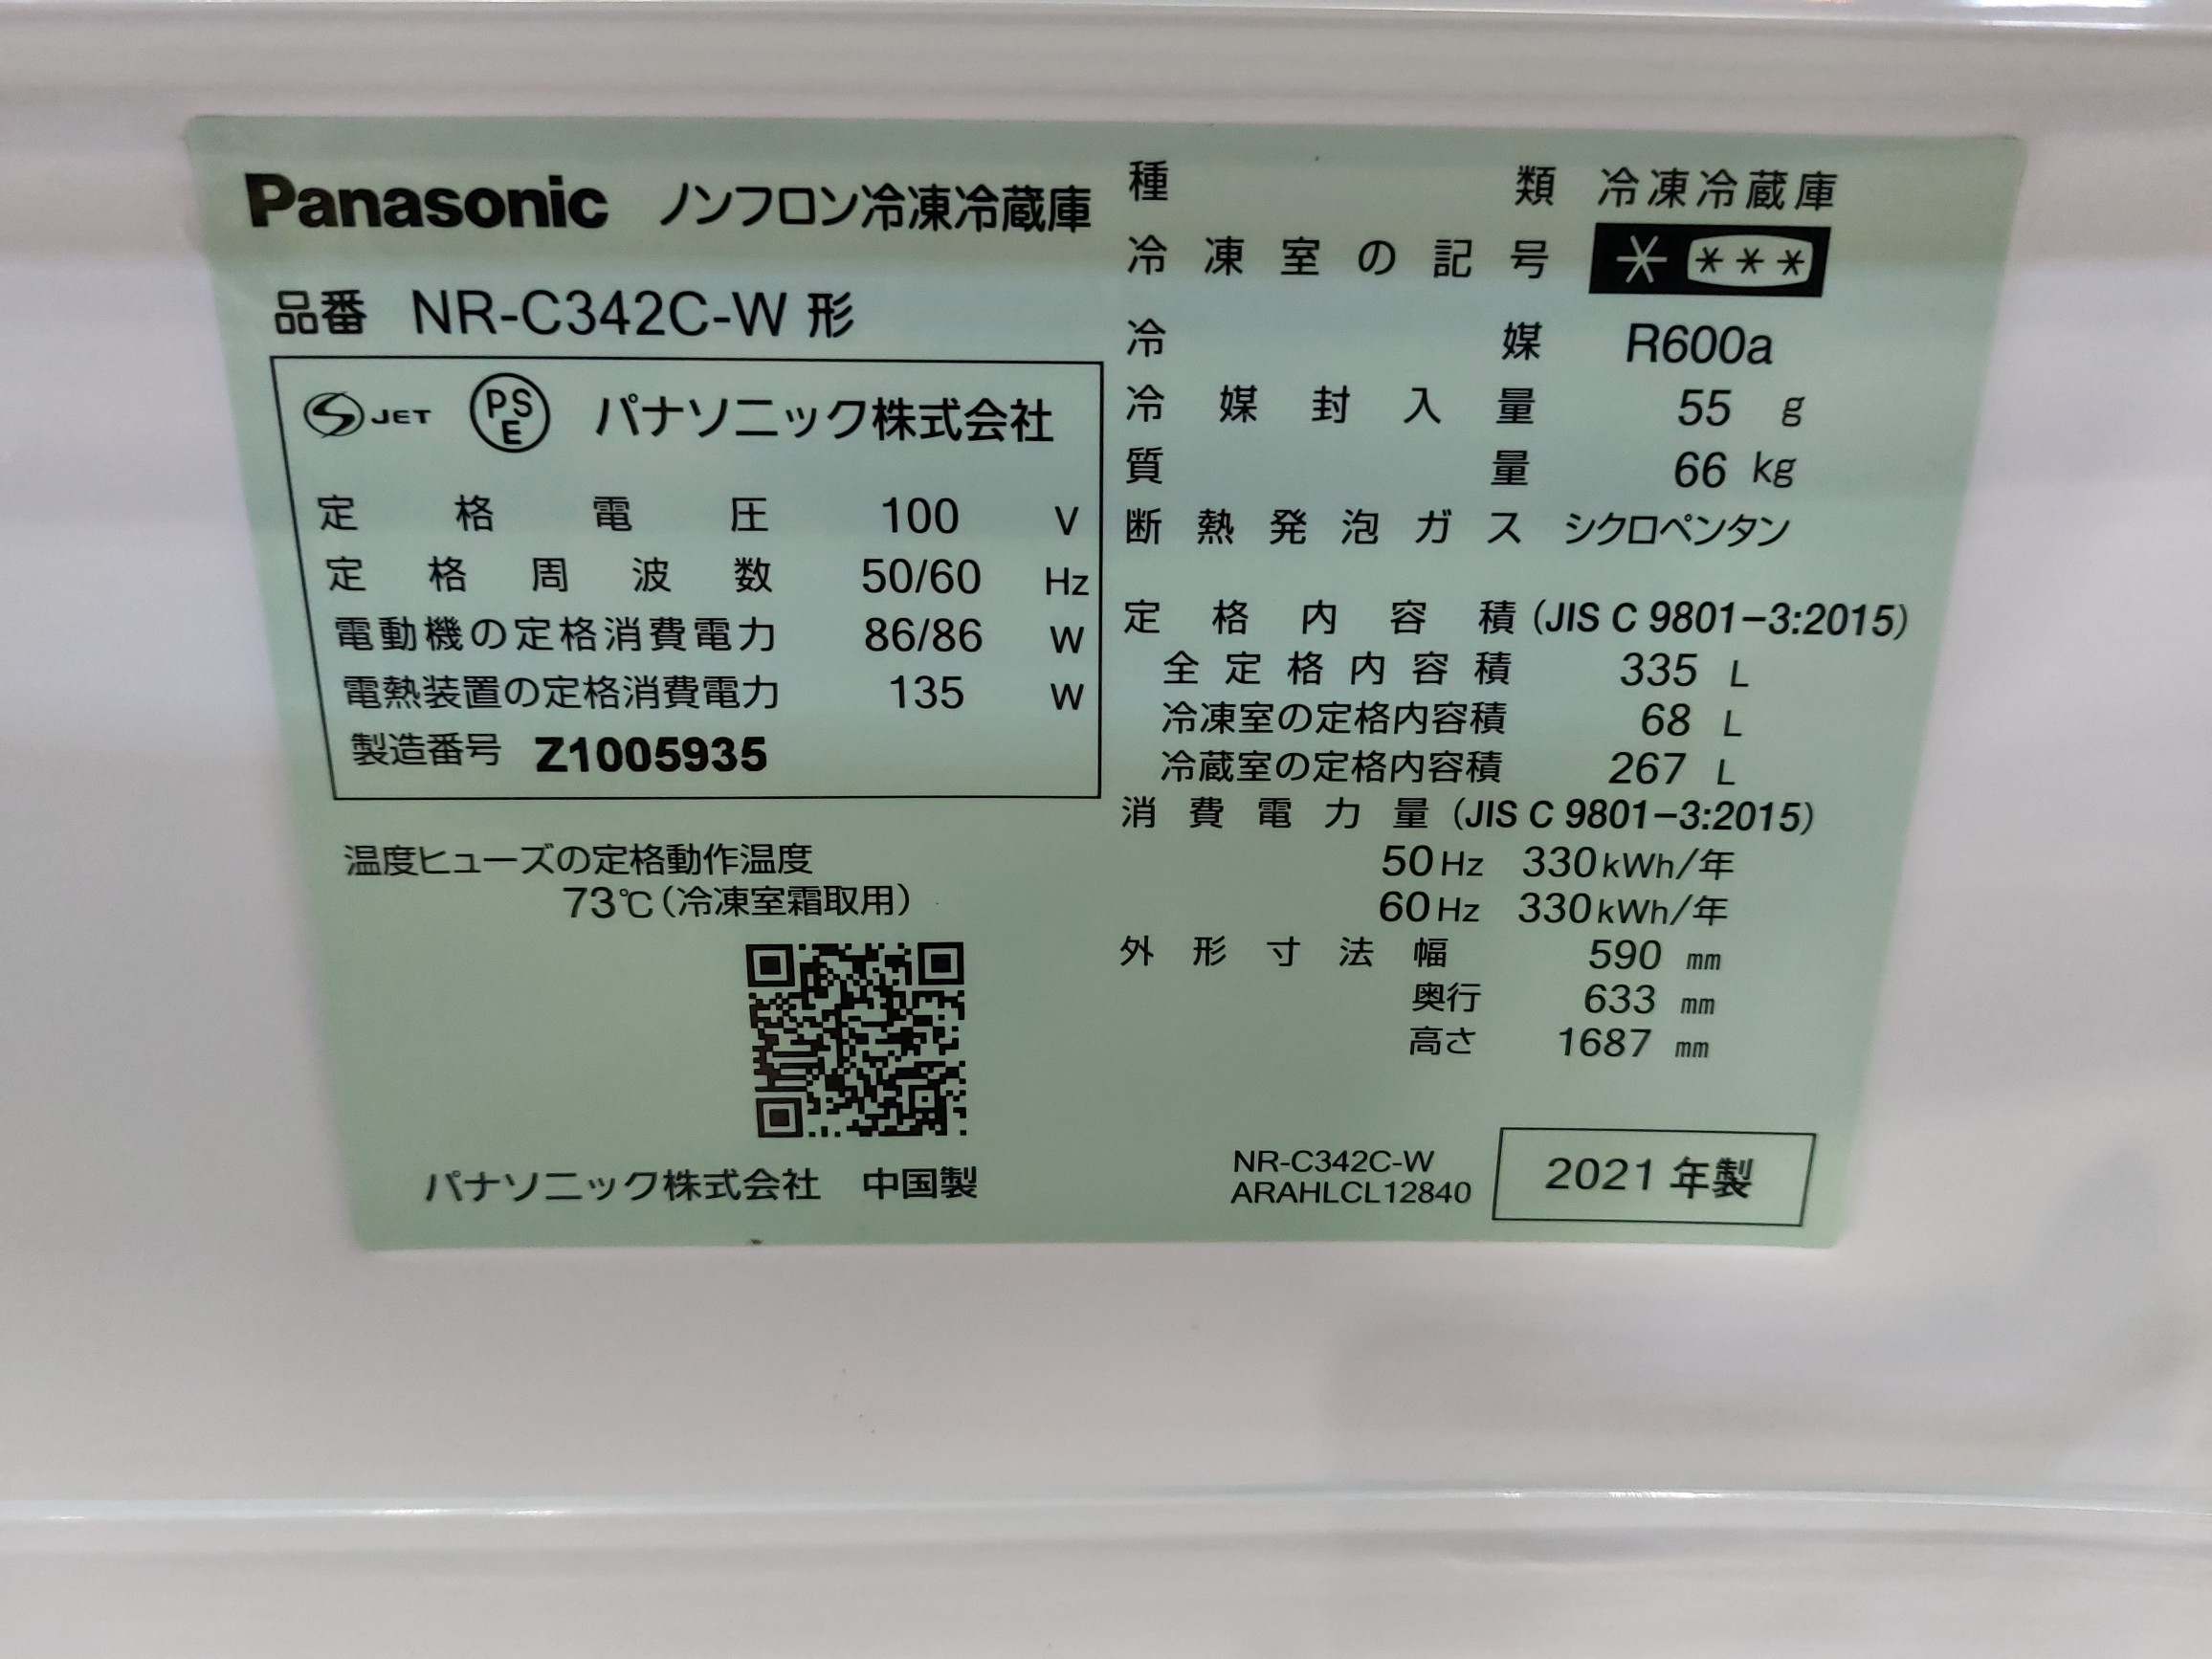 Panasonic ノンフロン冷凍冷蔵庫
品番 NR-C342C-W 形
S JET PSE パナソニック株式会社
定格電圧 100 V
定格周波数 50/60 Hz
電動機の定格消費電力 86/86 W
電熱装置の定格消費電力 135 W
製造番号 Z1005935
温度ヒューズの定格動作温度
73℃(冷凍室霜取用)
パナソニック株式会社 中国製
種類 冷凍冷蔵庫
冷凍室の記号 * ***
冷媒 R600a
冷媒封入量 55 g
質量 66 kg
断熱発泡ガス シクロペンタン
定格内容積 (JIS C 9801-3:2015)
全定格内容積 335 L
冷凍室の定格内容積 68 L
冷蔵室の定格内容積 267 L
消費電力量 (JIS C 9801-3:2015)
50Hz 330kWh/年
60Hz 330kWh/年
外形寸法 幅 590 mm
奥行 633 mm
高さ 1687 mm
NR-C342C-W
ARAHLCL12840
2021 年製